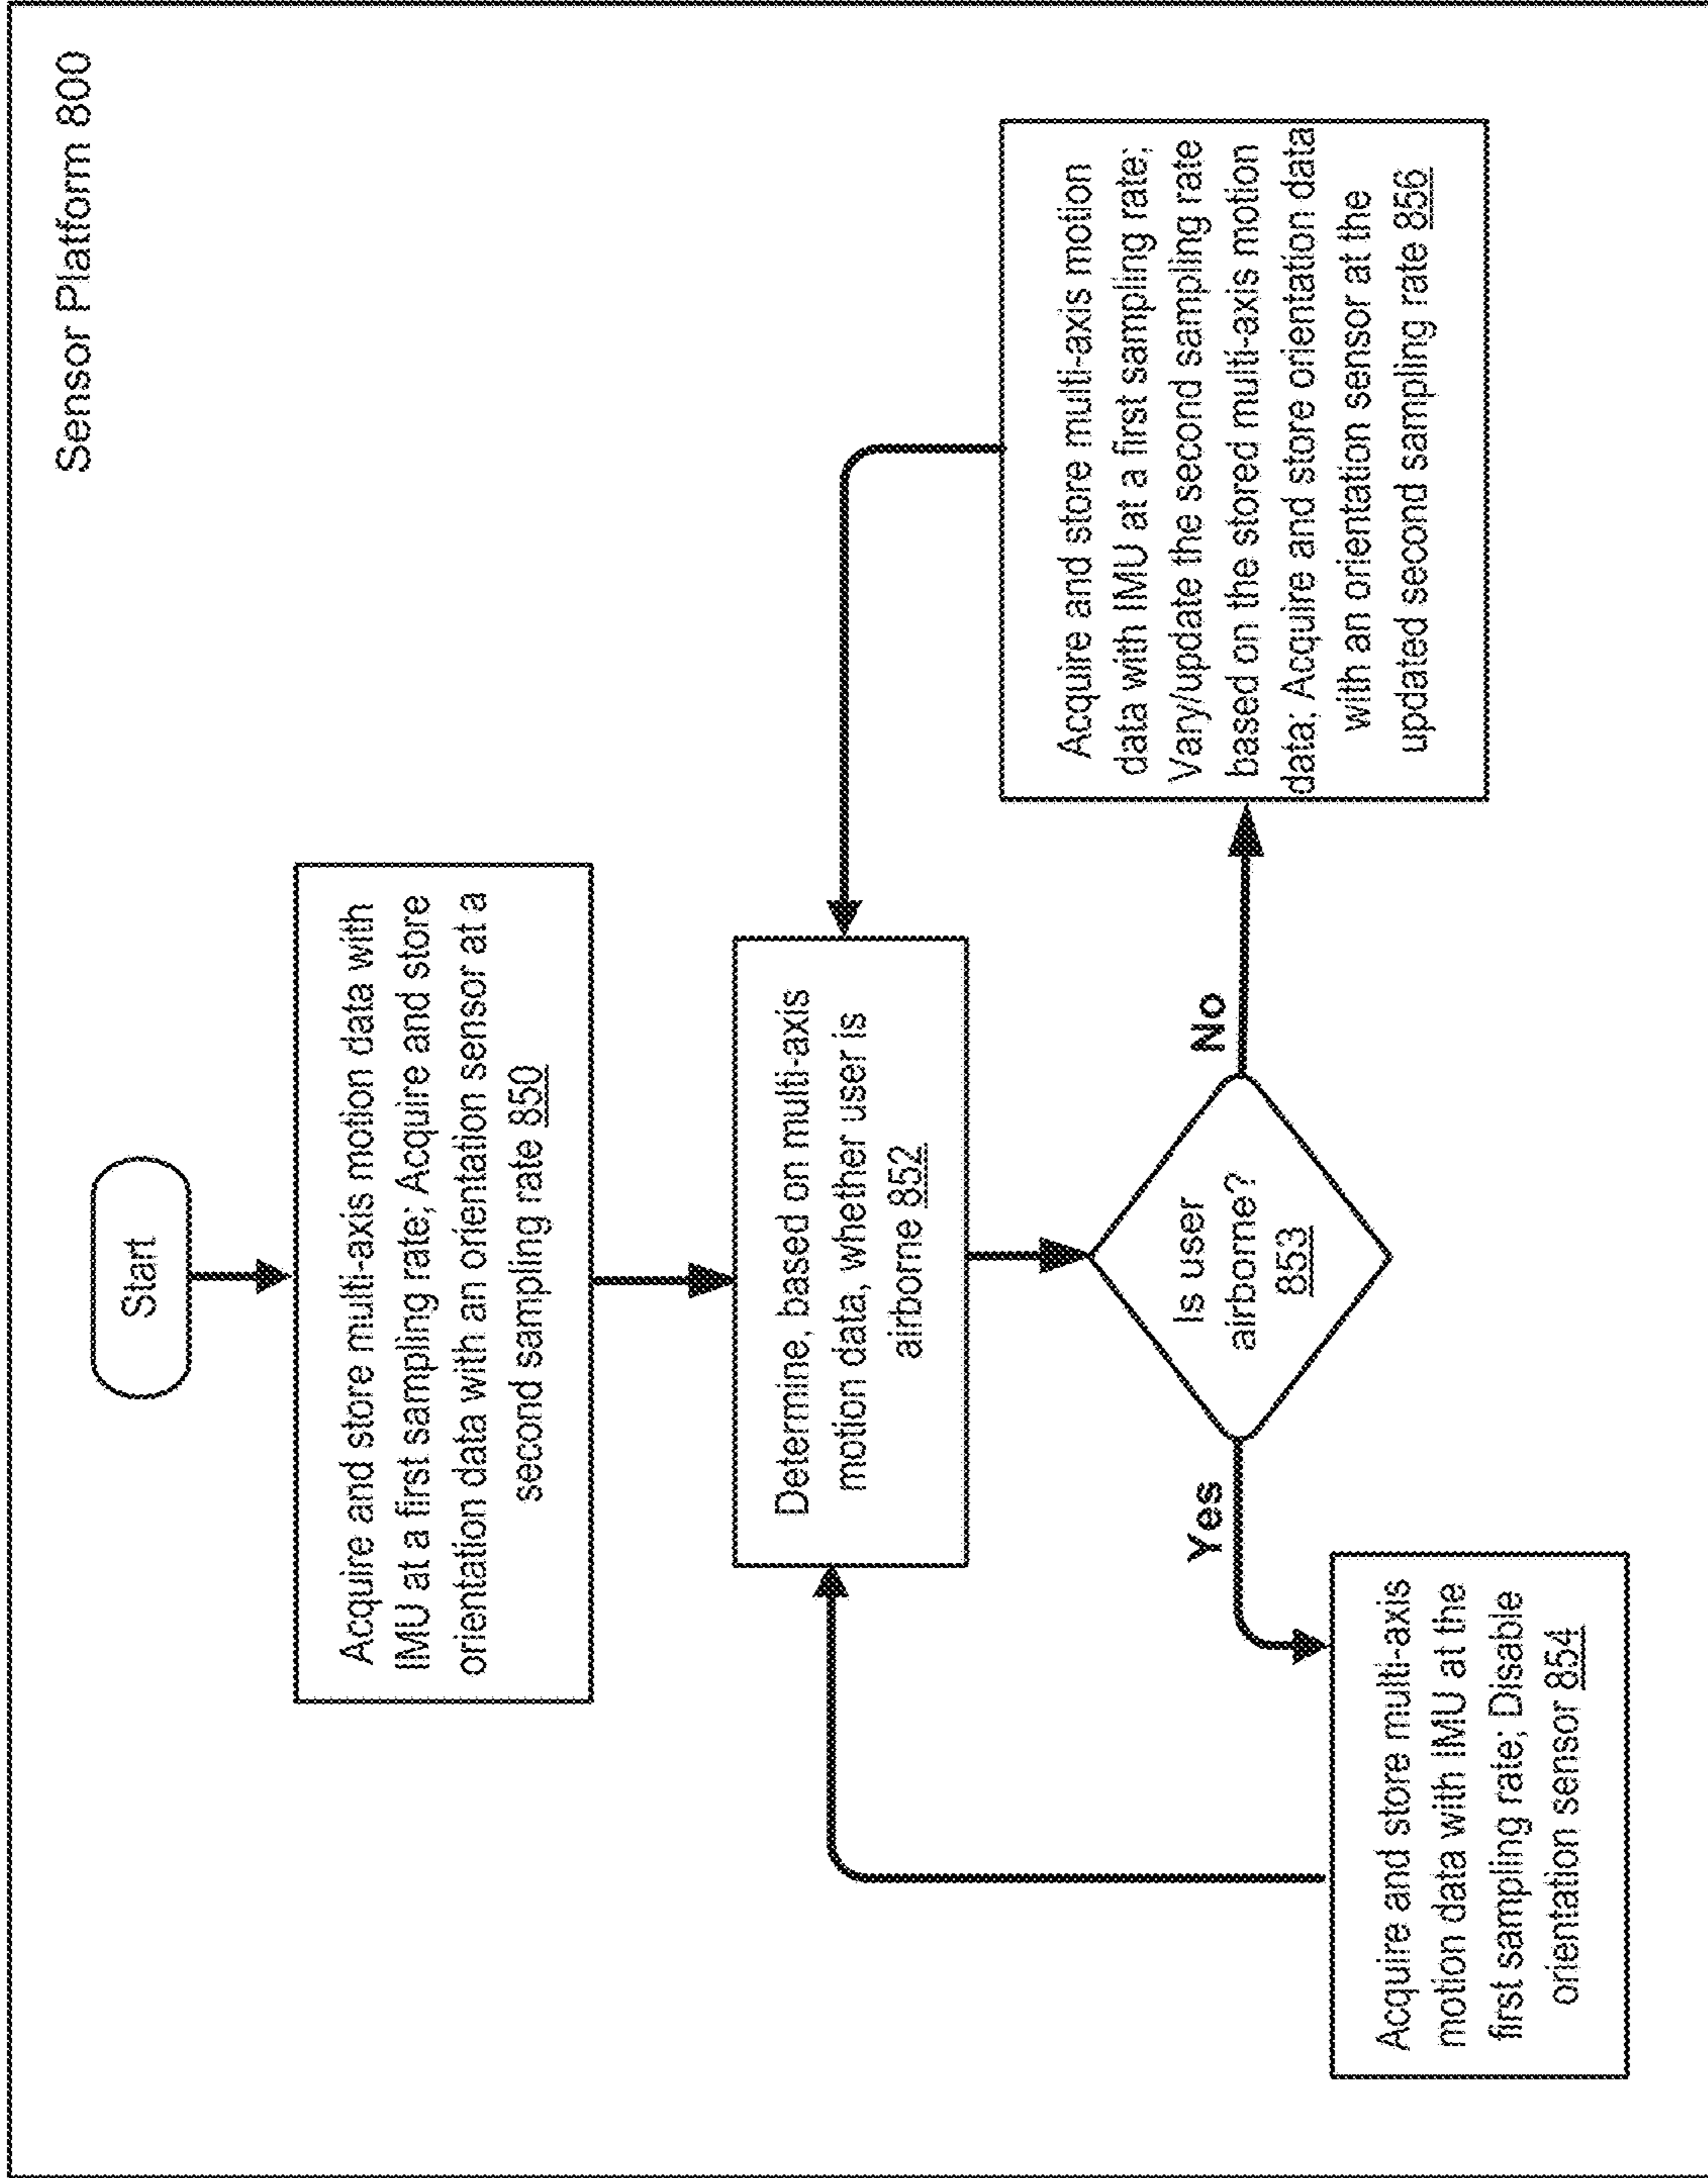 Sensor Platform 800
Start
Acquire and store multi-axis motion data with
IMU at a first sampling rate; Acquire and store
orientation data with an orientation sensor at a
second sampling rate 850
Determine, based on multi-axis
motion data, whether user is
airborne 852
Is user
airborne?
853
Yes
No
Acquire and store multi-axis
motion data with IMU at the
first sampling rate; Disable
orientation sensor 854
Acquire and store multi-axis motion
data with IMU at a first sampling rate;
Vary/update the second sampling rate
based on the stored multi-axis motion
data; Acquire and store orientation data
with an orientation sensor at the
updated second sampling rate 856